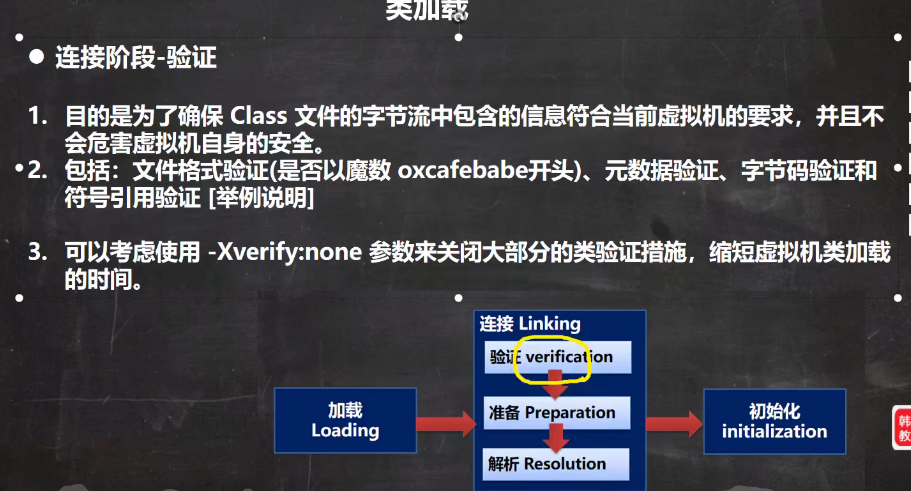 类加载
● 连接阶段-验证
1. 目的是为了确保 Class 文件的字节流中包含的信息符合当前虚拟机的要求，并且不
会危害虚拟机自身的安全。
2. 包括：文件格式验证(是否以魔数 oxcafebabe开头)、元数据验证、字节码验证和
符号引用验证 [举例说明]
3. 可以考虑使用 -Xverify:none 参数来关闭大部分的类验证措施，缩短虚拟机类加载
的时间。
连接 Linking
验证 verification
准备 Preparation
解析 Resolution
加载
Loading
初始化
initialization
韩
教